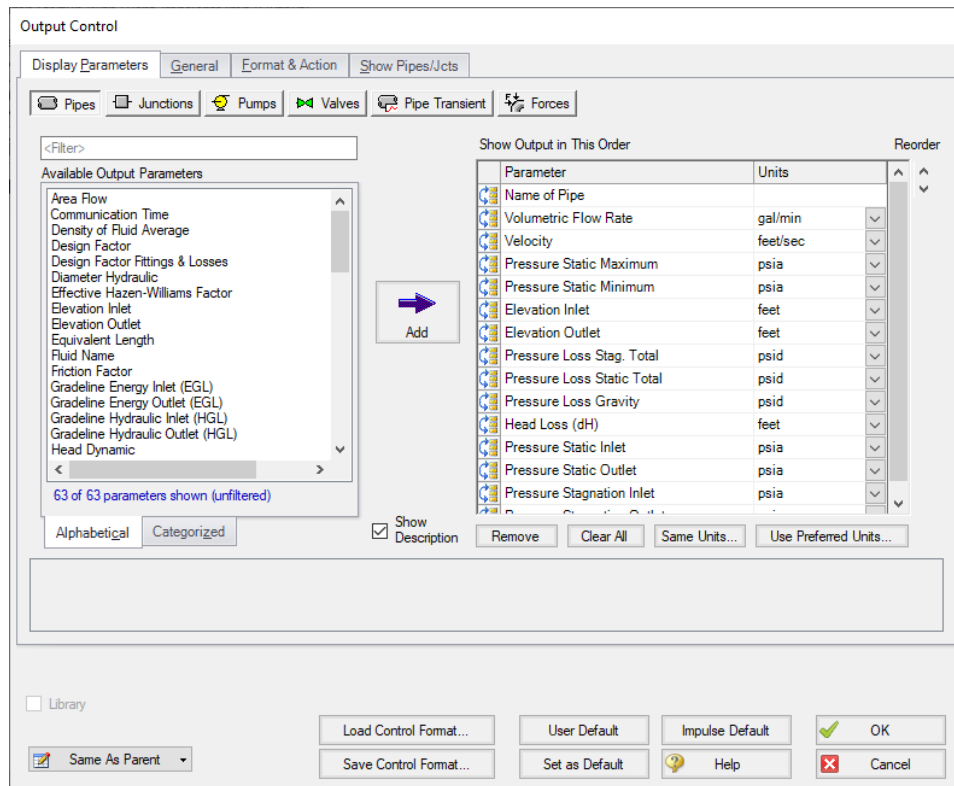 Output Control
Display Parameters General Format & Action Show Pipes/Jcts
Pipes Junctions Pumps Valves Pipe Transient Forces
<Filter>
Available Output Parameters
Area Flow
Communication Time
Density of Fluid Average
Design Factor
Design Factor Fittings & Losses
Diameter Hydraulic
Effective Hazen-Williams Factor
Elevation Inlet
Elevation Outlet
Equivalent Length
Fluid Name
Friction Factor
Gradeline Energy Inlet (EGL)
Gradeline Energy Outlet (EGL)
Gradeline Hydraulic Inlet (HGL)
Gradeline Hydraulic Outlet (HGL)
Head Dynamic
63 of 63 parameters shown (unfiltered)
Alphabetical Categorized
Add
Show
Description
Show Output in This Order Reorder
Parameter Units
Name of Pipe
Volumetric Flow Rate gal/min
Velocity feet/sec
Pressure Static Maximum psia
Pressure Static Minimum psia
Elevation Inlet feet
Elevation Outlet feet
Pressure Loss Stag. Total psid
Pressure Loss Static Total psid
Pressure Loss Gravity psid
Head Loss (dH) feet
Pressure Static Inlet psia
Pressure Static Outlet psia
Pressure Stagnation Inlet psia
Remove Clear All Same Units... Use Preferred Units...
Library
Load Control Format... User Default Impulse Default OK
Same As Parent Save Control Format... Set as Default Help Cancel